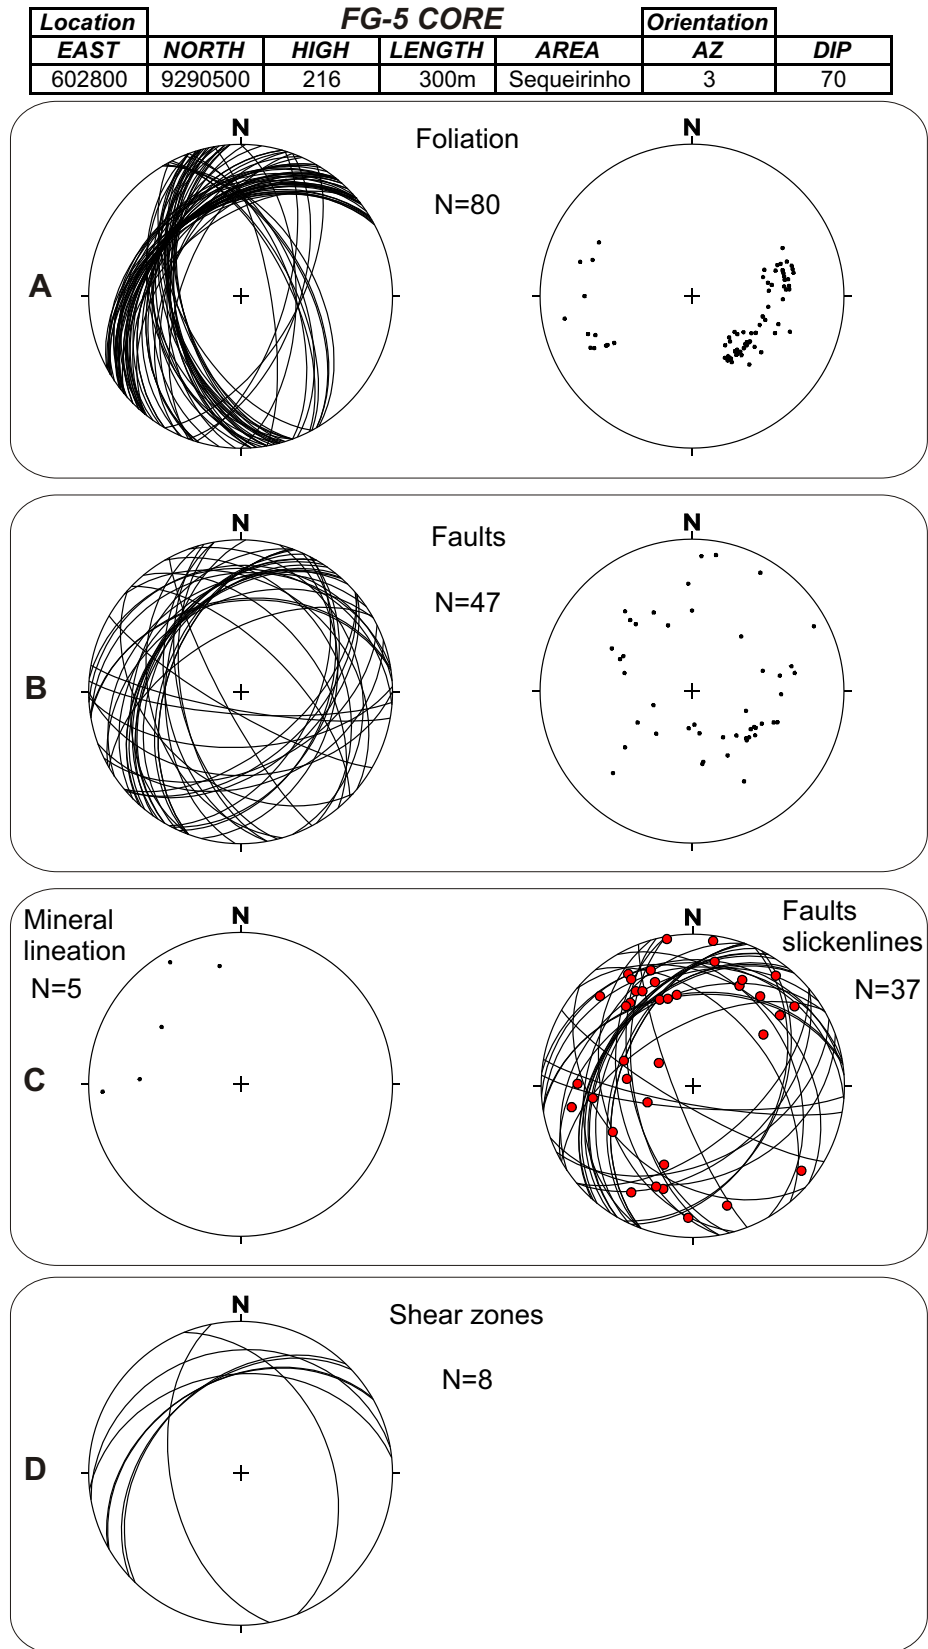 Location FG-5 CORE Orientation
EAST NORTH HIGH LENGTH AREA AZ DIP
602800 9290500 216 300m Sequeirinho 3 70
N Foliation N
N=80
A
N Faults N
N=47
B
Mineral
lineation
N=5
N N
Faults
slickenlines
N=37
C
N Shear zones
N=8
D